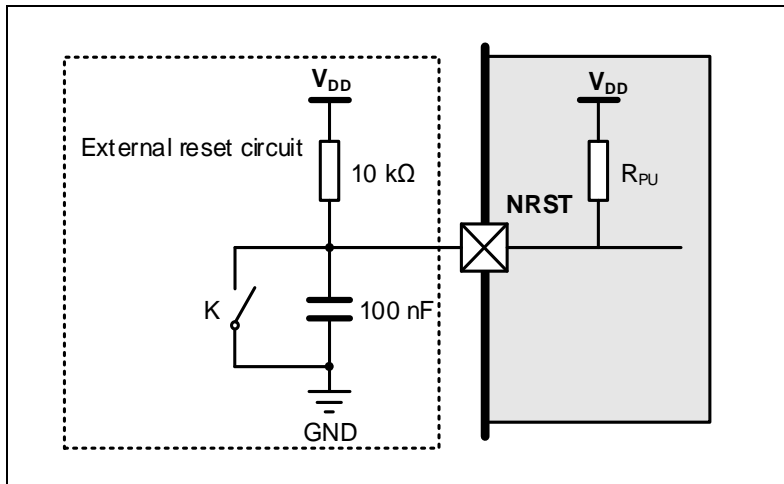 V_DD
V_DD
External reset circuit
10 kΩ
R_PU
NRST
K
100 nF
GND